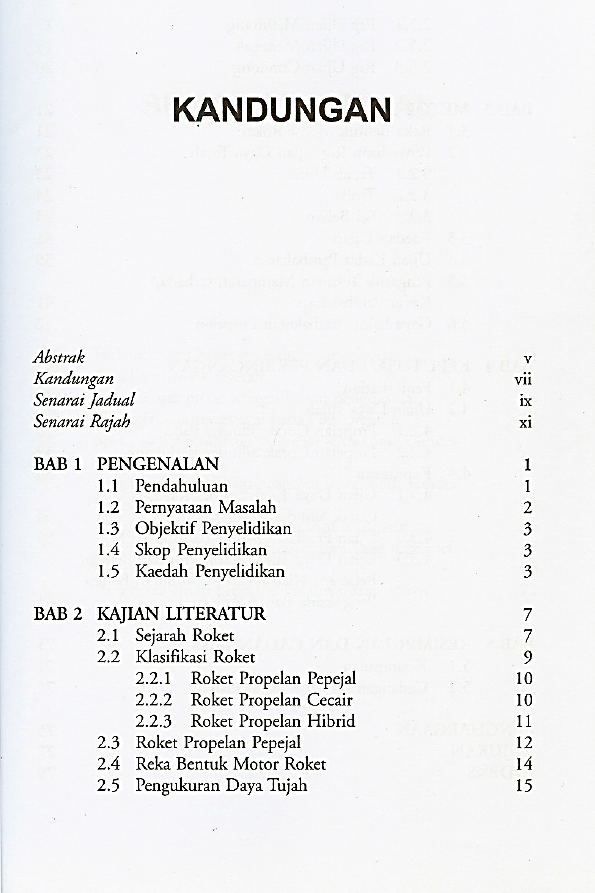 KANDUNGAN
Abstrak v
Kandungan vii
Senarai Jadual ix
Senarai Rajah xi
BAB 1 PENGENALAN 1
1.1 Pendahuluan 1
1.2 Pernyataan Masalah 2
1.3 Objektif Penyelidikan 3
1.4 Skop Penyelidikan 3
1.5 Kaedah Penyelidikan 3
BAB 2 KAJIAN LITERATUR 7
2.1 Sejarah Roket 7
2.2 Klasifikasi Roket 9
2.2.1 Roket Propelan Pepejal 10
2.2.2 Roket Propelan Cecair 10
2.2.3 Roket Propelan Hibrid 11
2.3 Roket Propelan Pepejal 12
2.4 Reka Bentuk Motor Roket 14
2.5 Pengukuran Daya Tujah 15